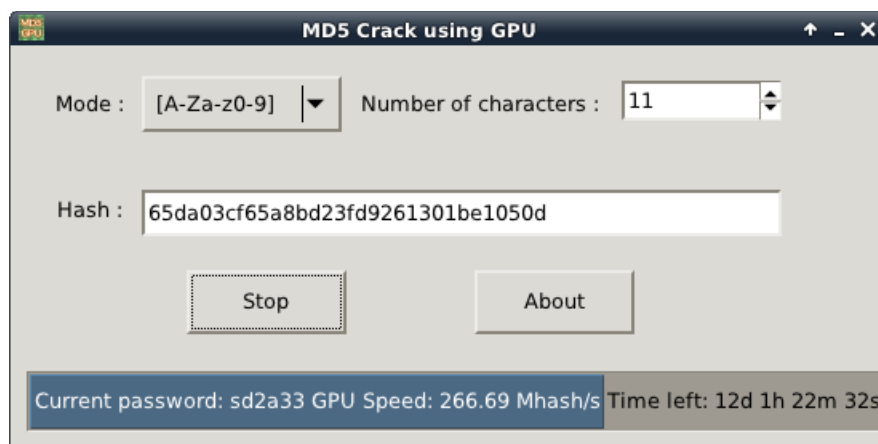 MD5 GPU
MD5 Crack using GPU
Mode : [A-Za-z0-9] Number of characters : 11
Hash : 65da03cf65a8bd23fd9261301be1050d
Stop About
Current password: sd2a33 GPU Speed: 266.69 Mhash/s Time left: 12d 1h 22m 32s